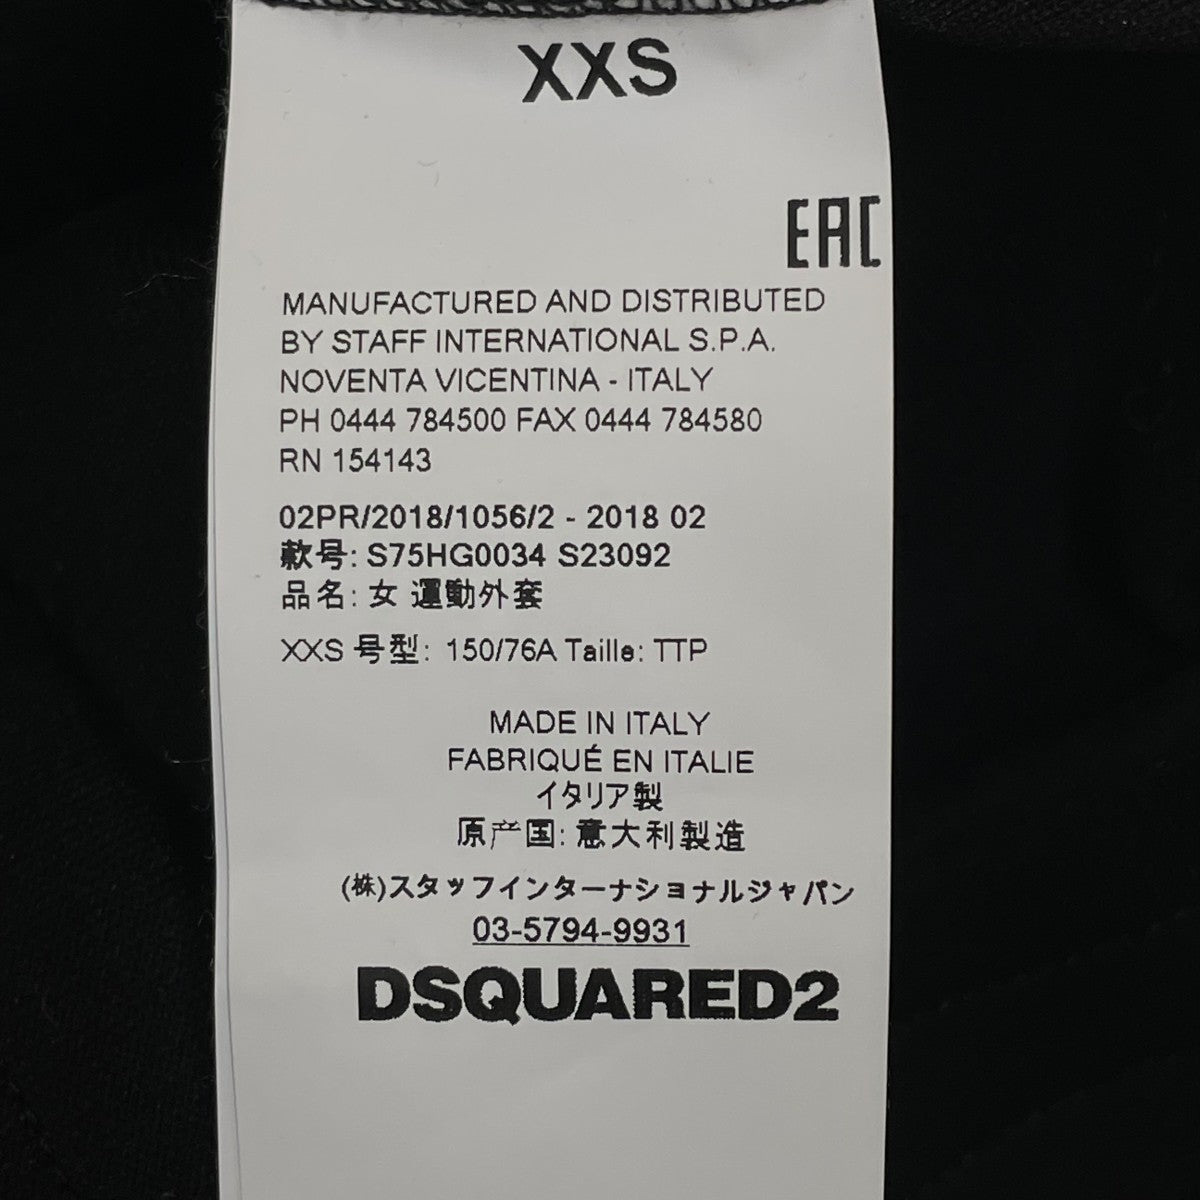 XXS
EAC
MANUFACTURED AND DISTRIBUTED
BY STAFF INTERNATIONAL S.P.A.
NOVENTA VICENTINA - ITALY
PH 0444 784500 FAX 0444 784580
RN 154143
02PR/2018/1056/2 - 2018 02
款号: S75HG0034 S23092
品名: 女 運動外套
XXS 号型: 150/76A Taille: TTP
MADE IN ITALY
FABRIQUÉ EN ITALIE
イタリア製
原产国: 意大利製造
(株)スタッフインターナショナルジャパン
03-5794-9931
DSQUARED2